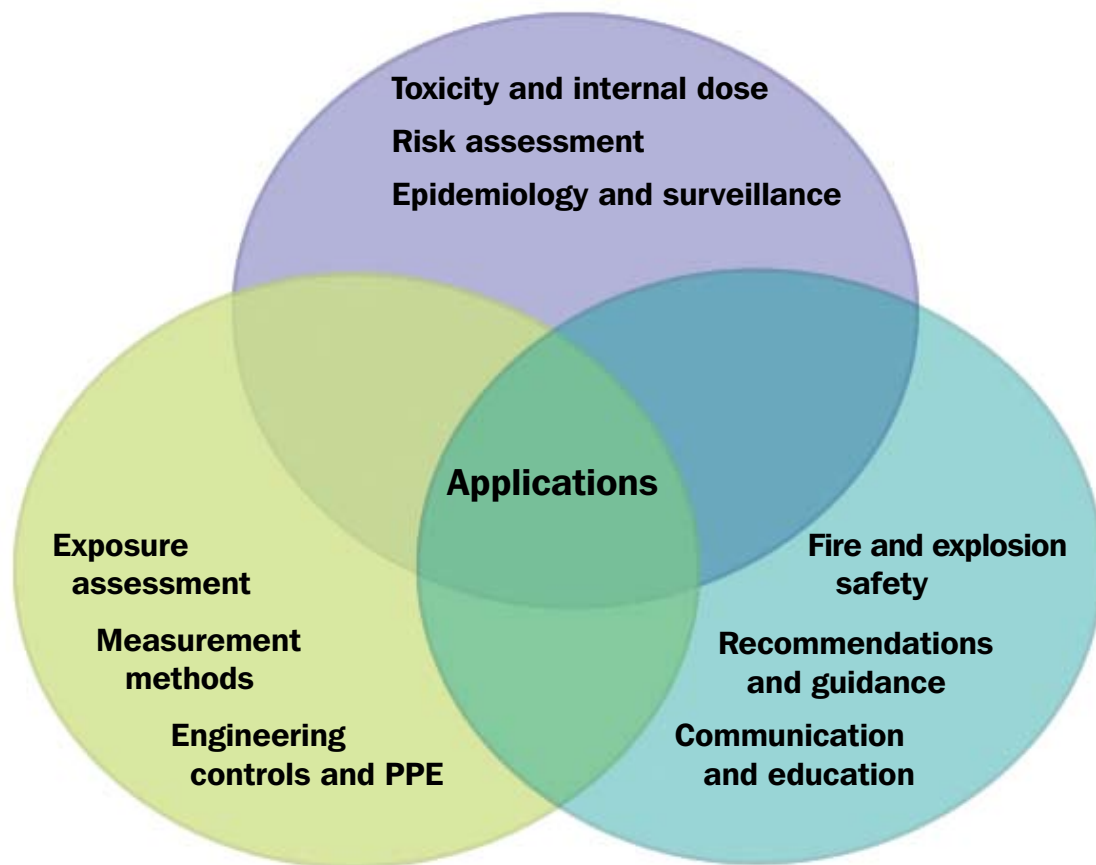 Toxicity and internal dose
Risk assessment
Epidemiology and surveillance
Applications
Exposure
assessment
Measurement
methods
Engineering
controls and PPE
Fire and explosion
safety
Recommendations
and guidance
Communication
and education